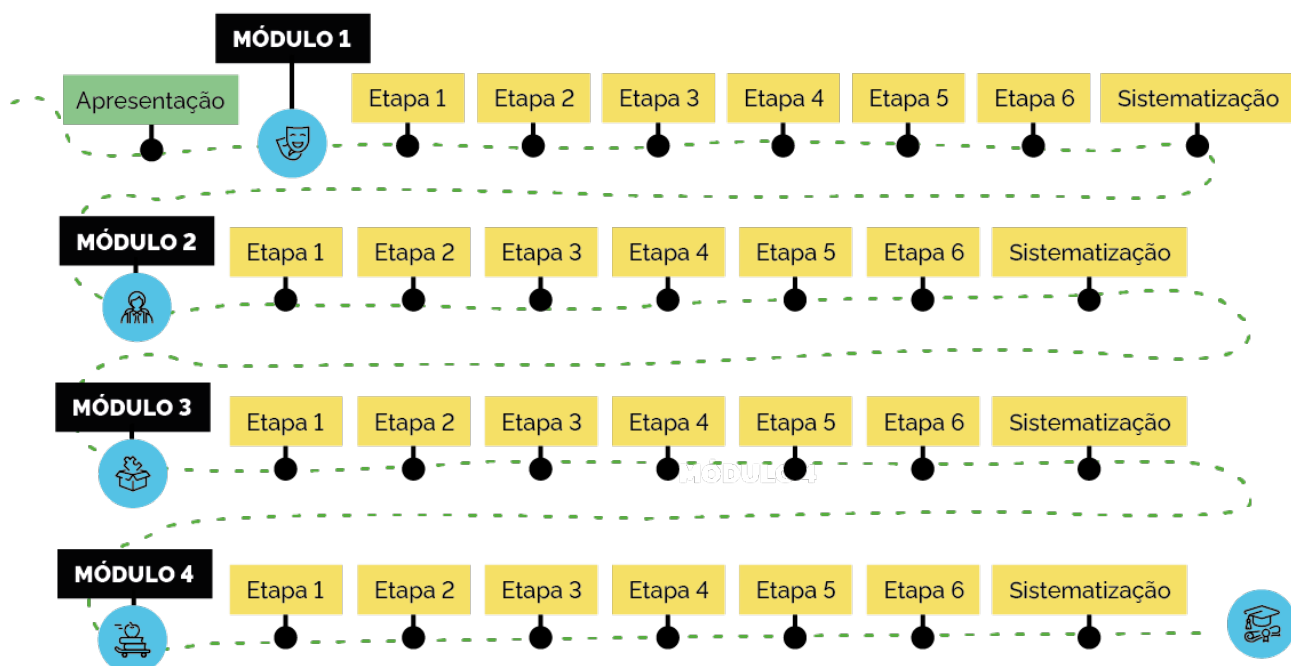 MÓDULO 1
Apresentação
Etapa 1
Etapa 2
Etapa 3
Etapa 4
Etapa 5
Etapa 6
Sistematização
MÓDULO 2
Etapa 1
Etapa 2
Etapa 3
Etapa 4
Etapa 5
Etapa 6
Sistematização
MÓDULO 3
Etapa 1
Etapa 2
Etapa 3
Etapa 4
Etapa 5
Etapa 6
Sistematização
MÓDULO 4
MÓDULO 4
Etapa 1
Etapa 2
Etapa 3
Etapa 4
Etapa 5
Etapa 6
Sistematização